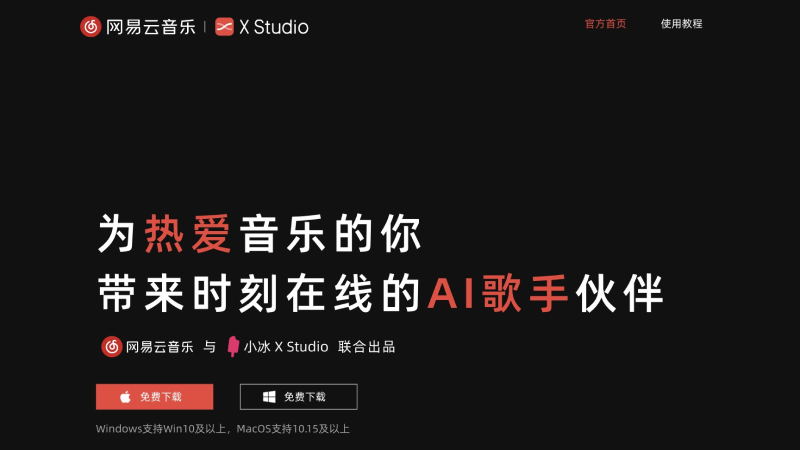 网易云音乐 | X Studio 官方首页 使用教程
为热爱音乐的你
带来时刻在线的AI歌手伙伴
网易云音乐 与 小冰 X Studio 联合出品
免费下载 免费下载
Windows支持Win10及以上，MacOS支持10.15及以上